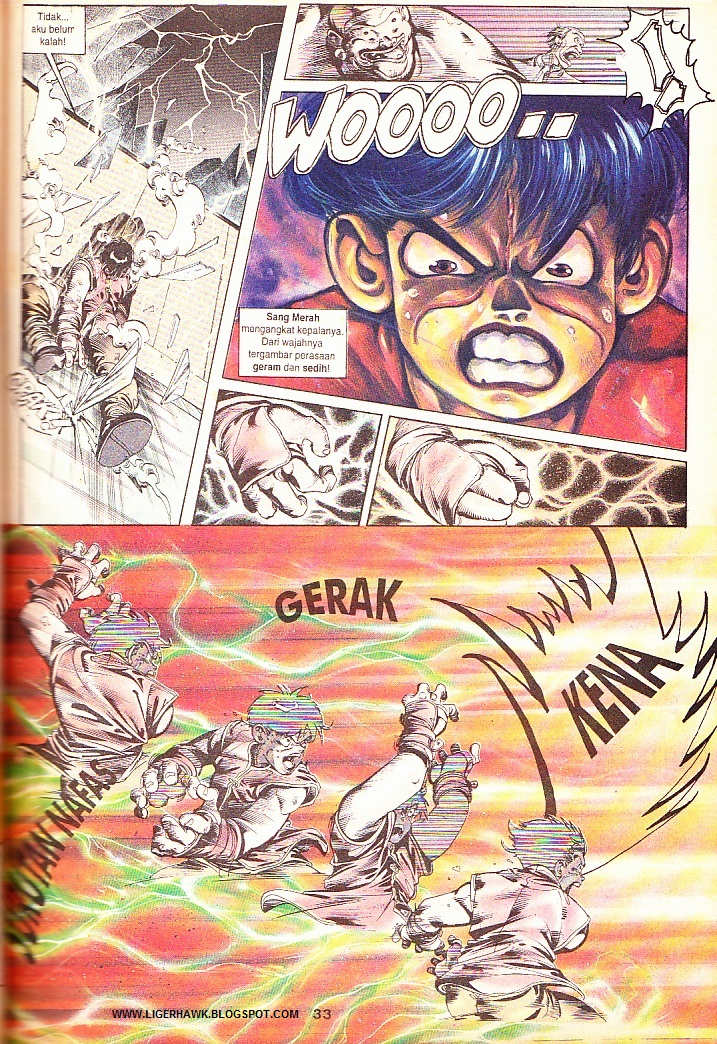 Tidak...
aku belum
kalah!
WOOOO..
!!
Sang Merah
mengangkat kepalanya.
Dari wajahnya
tergambar perasaan
geram dan sedih!
GERAK
KENA
NAFAS
WWW.LIGERHAWK.BLOGSPOT.COM 33